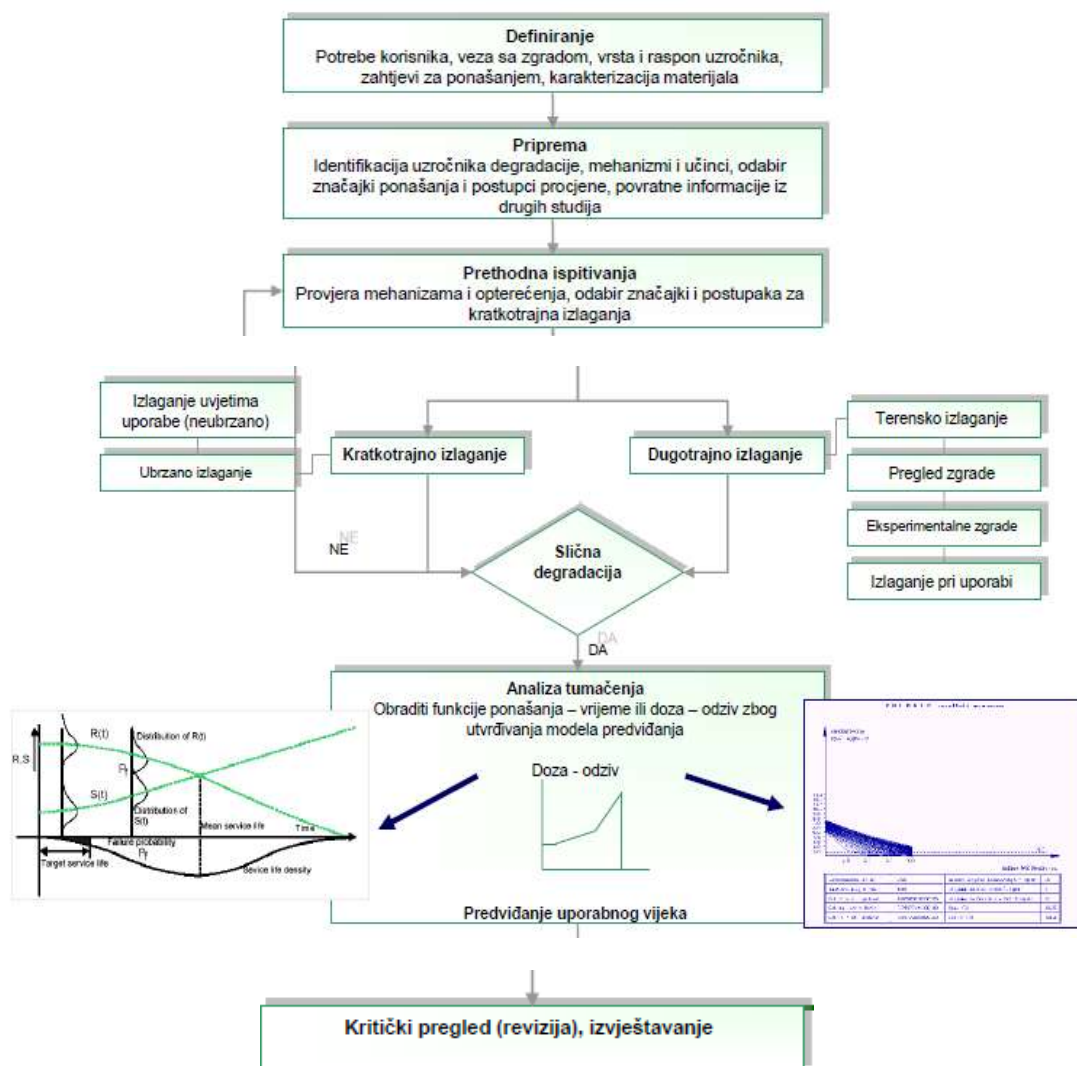 Definiranje
Potrebe korisnika, veza sa zgradom, vrsta i raspon uzročnika,
zahtjevi za ponašanjem, karakterizacija materijala
Priprema
Identifikacija uzročnika degradacije, mehanizmi i učinci, odabir
značajki ponašanja i postupci procjene, povratne informacije iz
drugih studija
Prethodna ispitivanja
Provjera mehanizama i opterećenja, odabir značajki i postupaka za
kratkotrajna izlaganja
Izlaganje uvjetima
uporabe (neubrzano)
Ubrzano izlaganje
Kratkotrajno izlaganje
Dugotrajno izlaganje
Terensko izlaganje
Pregled zgrade
Eksperimentalne zgrade
Izlaganje pri uporabi
NE
NE
Slična
degradacija
DA
DA
Analiza tumačenja
Obraditi funkcije ponašanja – vrijeme ili doza – odziv zbog
utvrđivanja modela predviđanja
Doza - odziv
Predviđanje uporabnog vijeka
R,S
R(t)
Distribution of R(t)
Pf
S(t)
Distribution of
S(t)
Mean service life
Time
Failure probability
Pf
Target service life
Sevice life density
Kritički pregled (revizija), izvještavanje